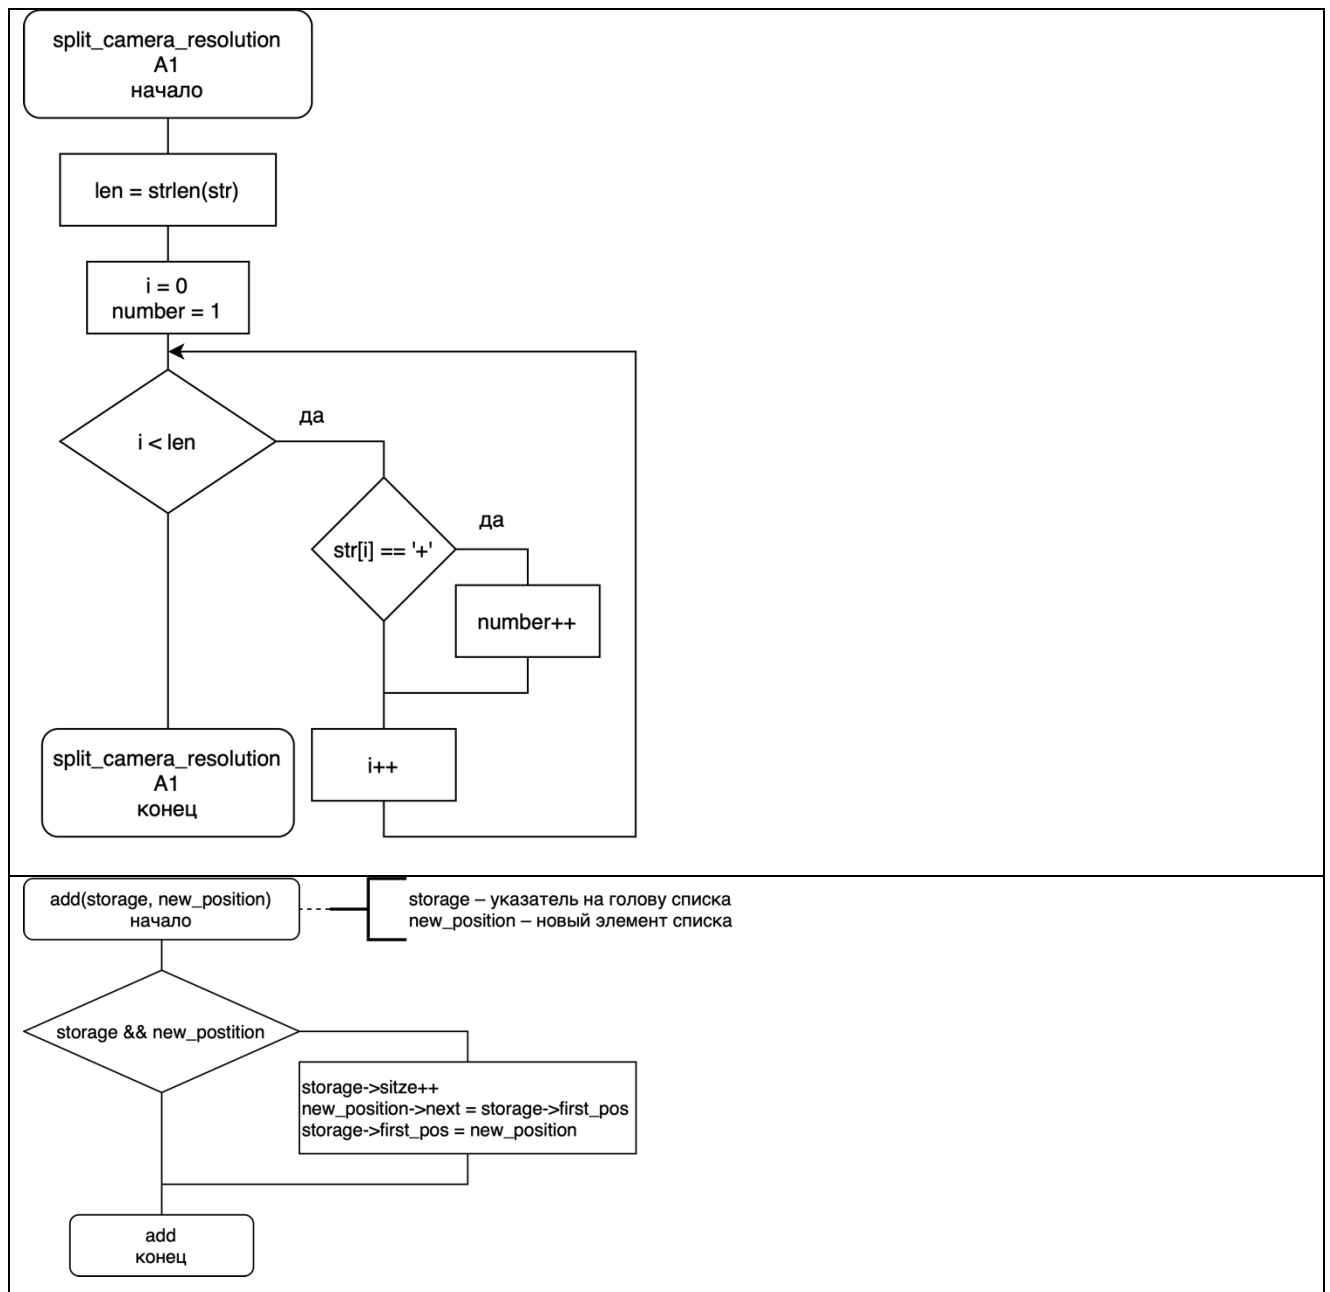 split_camera_resolution
A1
начало
len = strlen(str)
i = 0
number = 1
i < len
да
str[i] == '+'
да
number++
i++
split_camera_resolution
A1
конец
add(storage, new_position)
начало
storage – указатель на голову списка
new_position – новый элемент списка
storage && new_postition
storage->sitze++
new_position->next = storage->first_pos
storage->first_pos = new_position
add
конец